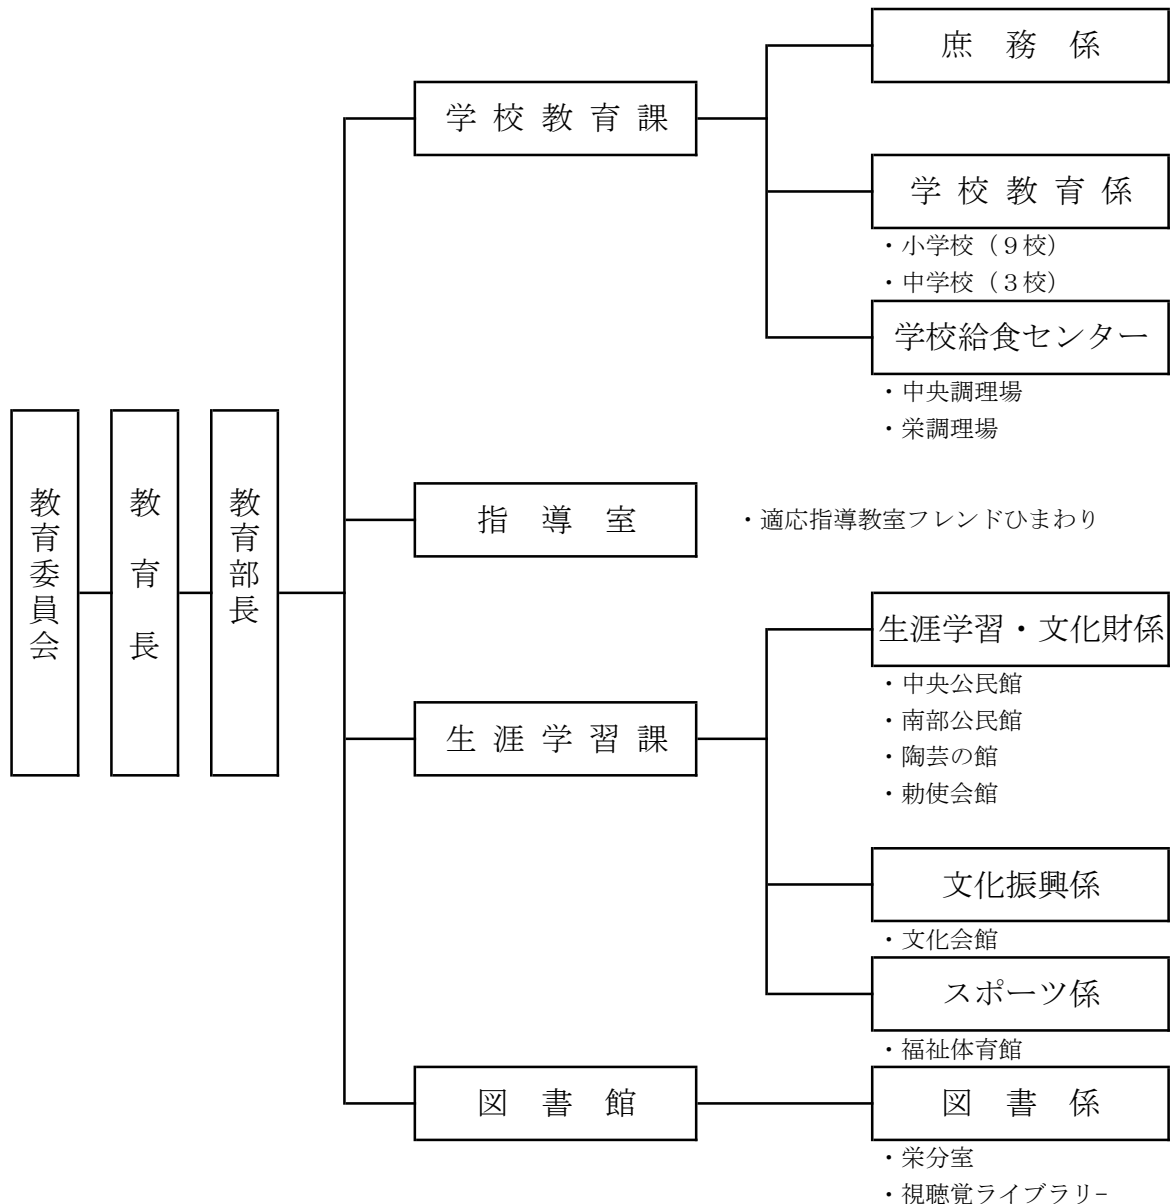 教育委員会
教育長
教育部長
学校教育課
庶務係
学校教育係
・小学校（９校）
・中学校（３校）
学校給食センター
・中央調理場
・栄調理場
指導室
・適応指導教室フレンドひまわり
生涯学習課
生涯学習・文化財係
・中央公民館
・南部公民館
・陶芸の館
・勅使会館
文化振興係
・文化会館
スポーツ係
・福祉体育館
図書館
図書係
・栄分室
・視聴覚ライブラリ−